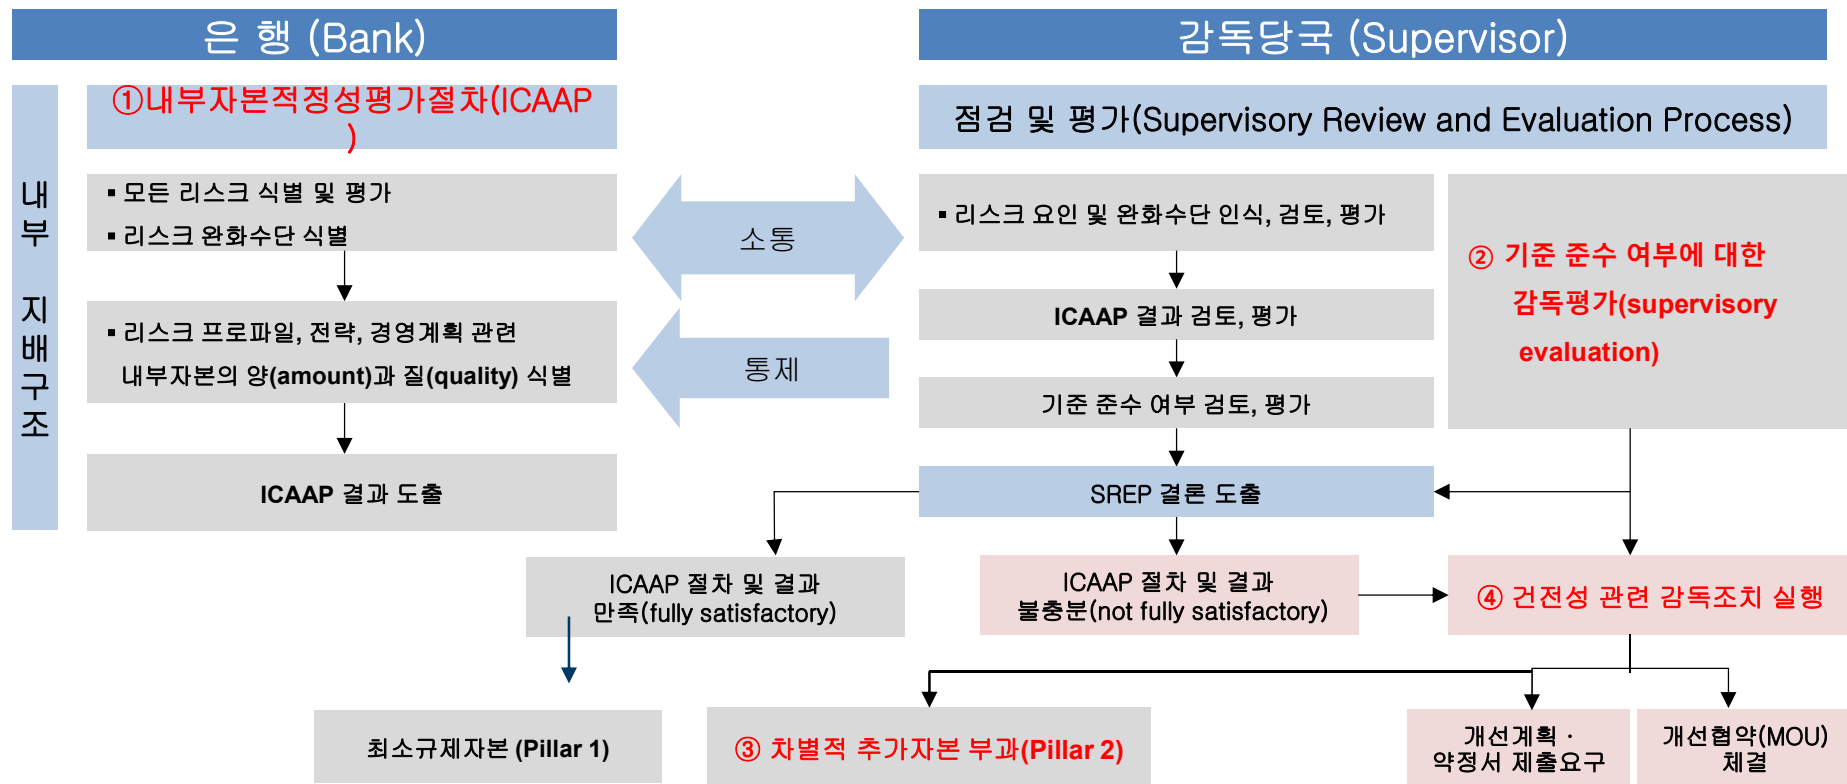 은 행 (Bank)
감독당국 (Supervisor)
내부 지배구조
①내부자본적정성평가절차(ICAAP
)
점검 및 평가(Supervisory Review and Evaluation Process)
▪ 모든 리스크 식별 및 평가
▪ 리스크 완화수단 식별
▪ 리스크 프로파일, 전략, 경영계획 관련
내부자본의 양(amount)과 질(quality) 식별
ICAAP 결과 도출
소통
통제
▪ 리스크 요인 및 완화수단 인식, 검토, 평가
ICAAP 결과 검토, 평가
기준 준수 여부 검토, 평가
SREP 결론 도출
② 기준 준수 여부에 대한
감독평가(supervisory
evaluation)
ICAAP 절차 및 결과
만족(fully satisfactory)
ICAAP 절차 및 결과
불충분(not fully satisfactory)
④ 건전성 관련 감독조치 실행
최소규제자본 (Pillar 1)
③ 차별적 추가자본 부과(Pillar 2)
개선계획 ·
약정서 제출요구
개선협약(MOU)
체결